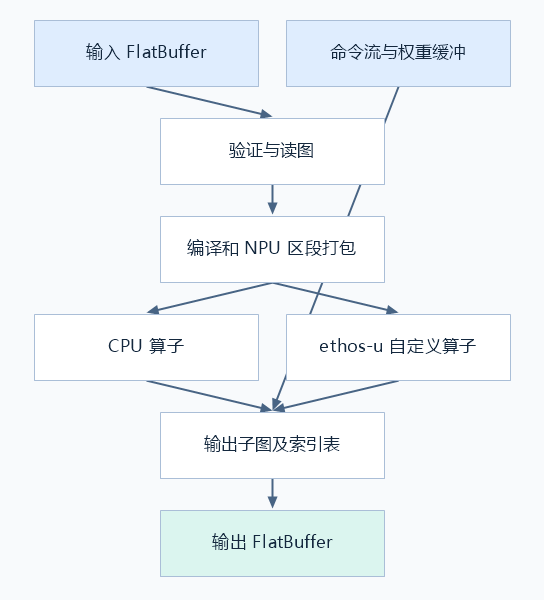 输入 FlatBuffer
命令流与权重缓冲
验证与读图
编译和 NPU 区段打包
CPU 算子
ethos-u 自定义算子
输出子图及索引表
输出 FlatBuffer